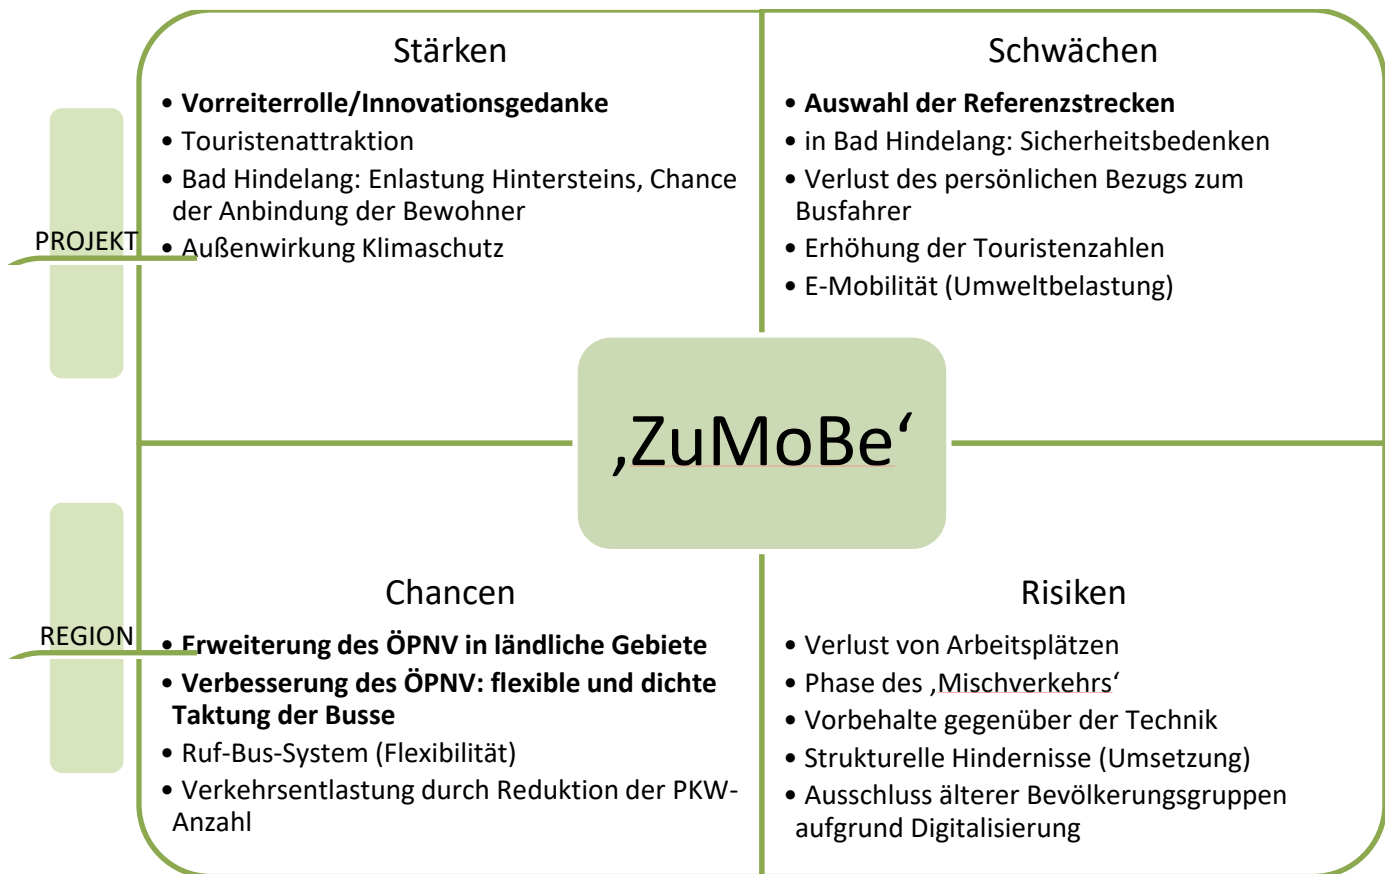 PROJEKT
Stärken
• Vorreiterrolle/Innovationsgedanke
• Touristenattraktion
• Bad Hindelang: Enlastung Hintersteins, Chance
der Anbindung der Bewohner
• Außenwirkung Klimaschutz
Schwächen
• Auswahl der Referenzstrecken
• in Bad Hindelang: Sicherheitsbedenken
• Verlust des persönlichen Bezugs zum
Busfahrer
• Erhöhung der Touristenzahlen
• E-Mobilität (Umweltbelastung)
‚ZuMoBe‘
REGION
Chancen
• Erweiterung des ÖPNV in ländliche Gebiete
• Verbesserung des ÖPNV: flexible und dichte
Taktung der Busse
• Ruf-Bus-System (Flexibilität)
• Verkehrsentlastung durch Reduktion der PKW-
Anzahl
Risiken
• Verlust von Arbeitsplätzen
• Phase des ‚Mischverkehrs‘
• Vorbehalte gegenüber der Technik
• Strukturelle Hindernisse (Umsetzung)
• Ausschluss älterer Bevölkerungsgruppen
aufgrund Digitalisierung